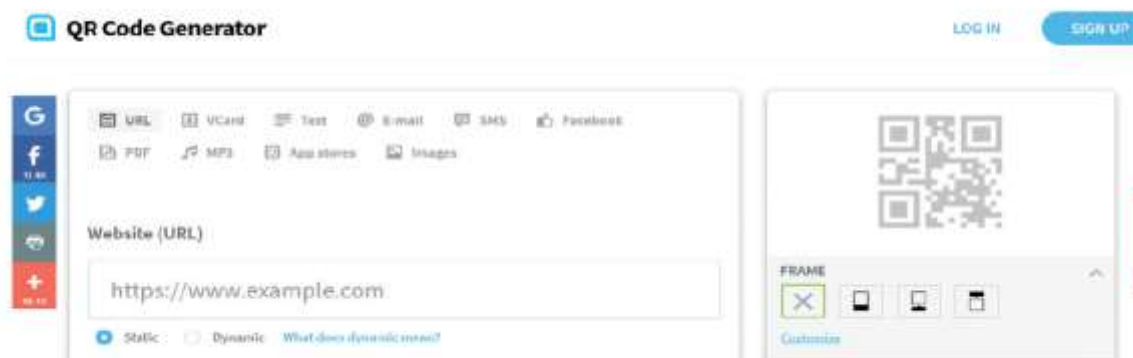 QR Code Generator
LOG IN
SIGN UP
URL
VCard
Text
E-mail
SMS
Facebook
PDF
MP3
App stores
Images
Website (URL)
https://www.example.com
Static
Dynamic
What does dynamic mean?
FRAME
Customize